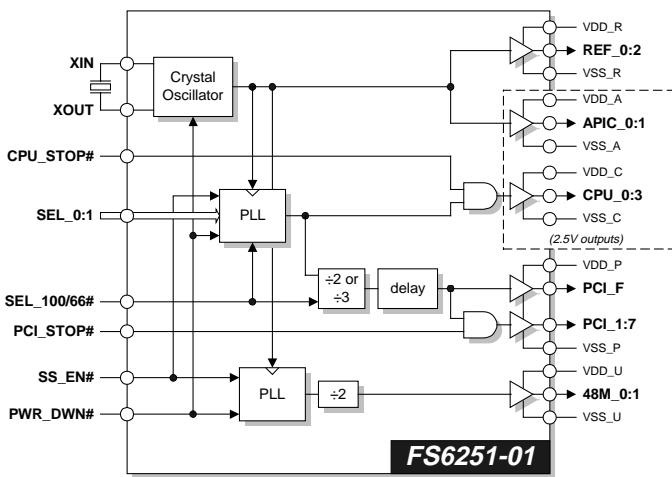 XIN
XOUT
CPU_STOP#
SEL_0:1
SEL_100/66#
PCI_STOP#
SS_EN#
PWR_DWN#
Crystal
Oscillator
PLL
÷2 or
÷3
delay
PLL
÷2
VDD_R
REF_0:2
VSS_R
VDD_A
APIC_0:1
VSS_A
VDD_C
CPU_0:3
VSS_C
(2.5V outputs)
VDD_P
PCI_F
PCI_1:7
VSS_P
VDD_U
48M_0:1
VSS_U
FS6251-01